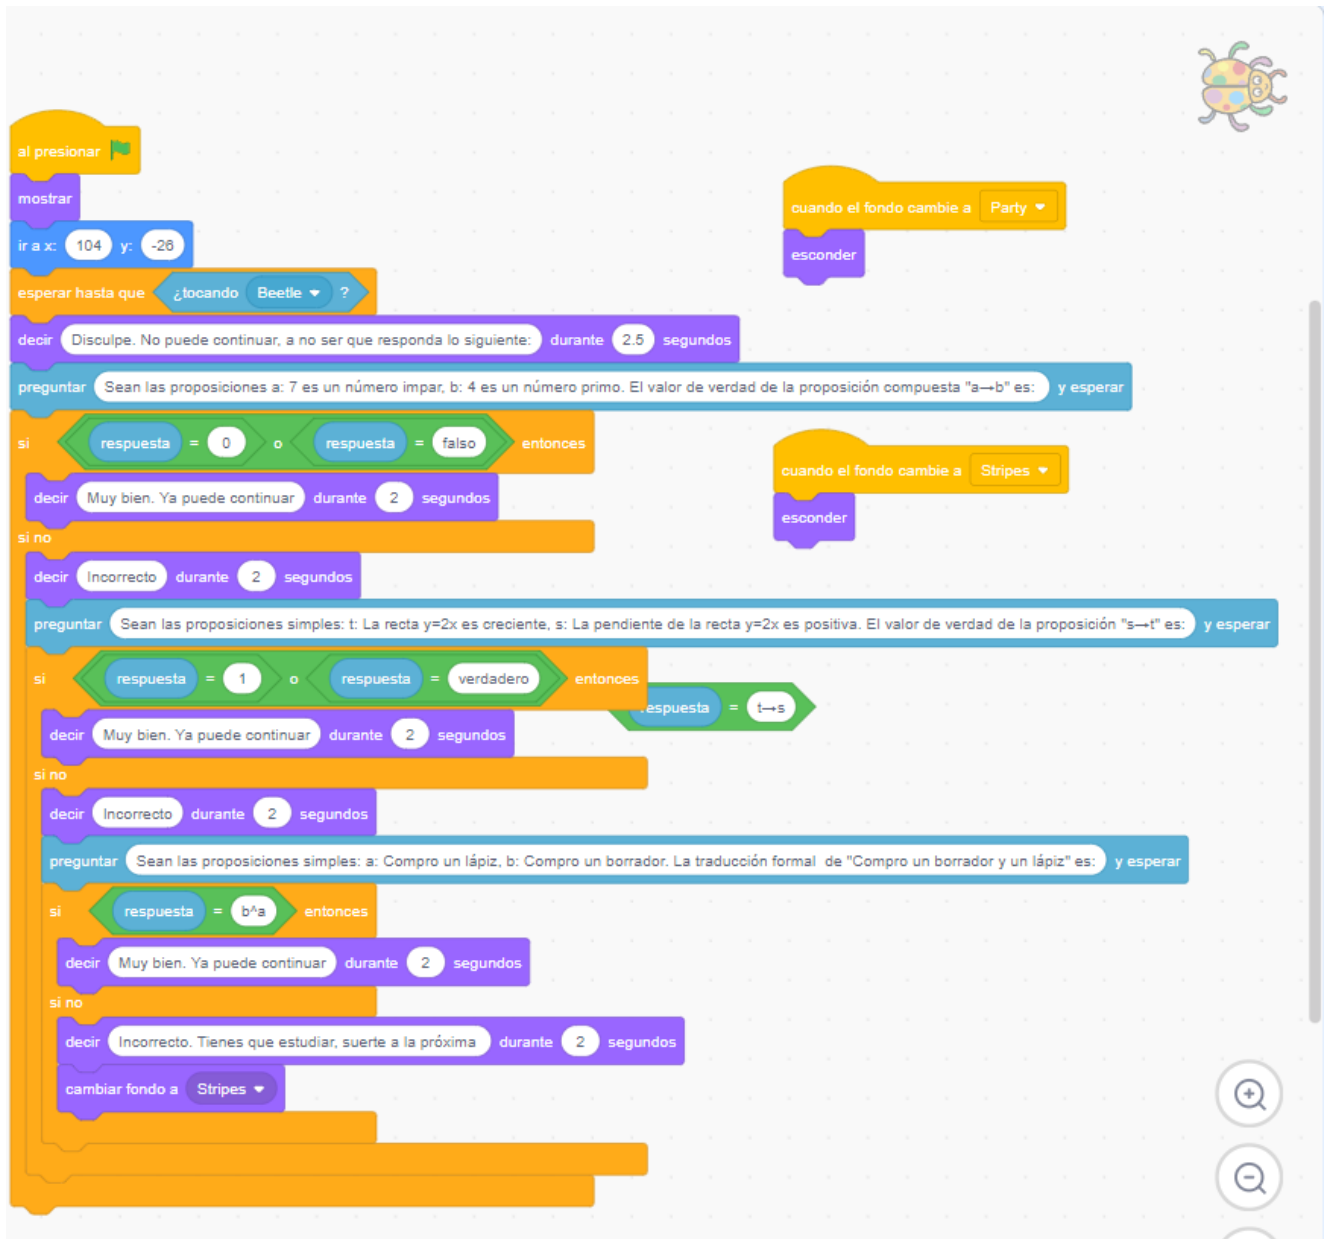 al presionar
mostrar
ir a x: 104 y: -26
esperar hasta que ¿tocando Beetle ?
decir Disculpe. No puede continuar, a no ser que responda lo siguiente: durante 2.5 segundos
preguntar Sean las proposiciones a: 7 es un número impar, b: 4 es un número primo. El valor de verdad de la proposición compuesta "a→b" es: y esperar
si respuesta = 0 o respuesta = falso entonces
decir Muy bien. Ya puede continuar durante 2 segundos
si no
decir Incorrecto durante 2 segundos
preguntar Sean las proposiciones simples: t: La recta y=2x es creciente, s: La pendiente de la recta y=2x es positiva. El valor de verdad de la proposición "s→t" es: y esperar
si respuesta = 1 o respuesta = verdadero entonces
decir Muy bien. Ya puede continuar durante 2 segundos
si no
decir Incorrecto durante 2 segundos
preguntar Sean las proposiciones simples: a: Compro un lápiz, b: Compro un borrador. La traducción formal de "Compro un borrador y un lápiz" es: y esperar
si respuesta = b^a entonces
decir Muy bien. Ya puede continuar durante 2 segundos
si no
decir Incorrecto. Tienes que estudiar, suerte a la próxima durante 2 segundos
cambiar fondo a Stripes
cuando el fondo cambie a Party
esconder
cuando el fondo cambie a Stripes
esconder
respuesta = t→s